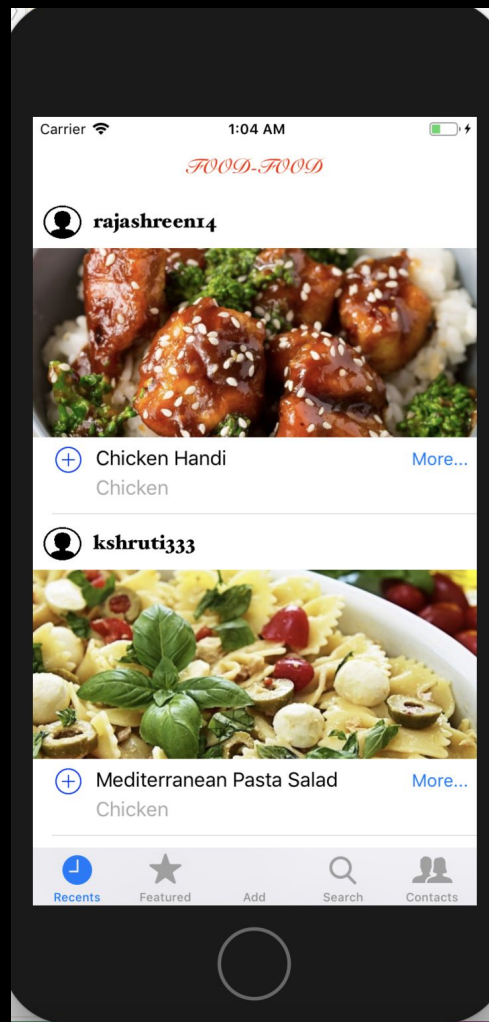 Carrier 1:04 AM
FOOD-FOOD
rajashreen14
Chicken Handi More...
Chicken
kshruti333
Mediterranean Pasta Salad More...
Chicken
Recents Featured Add Search Contacts